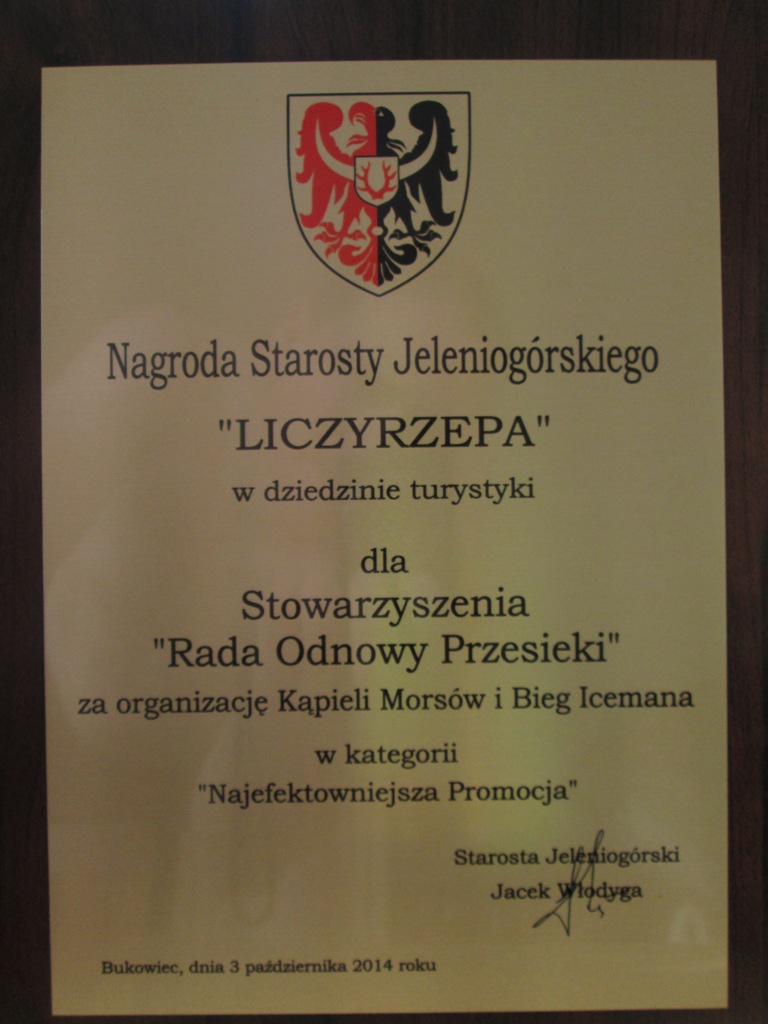 Nagroda Starosty Jeleniogórskiego
"LICZYRZEPA"
w dziedzinie turystyki
dla
Stowarzyszenia
"Rada Odnowy Przesieki"
za organizację Kąpieli Morsów i Bieg Icemana
w kategorii
"Najefektowniejsza Promocja"
Starosta Jeleniogórski
Jacek Włodyga
Bukowiec, dnia 3 października 2014 roku